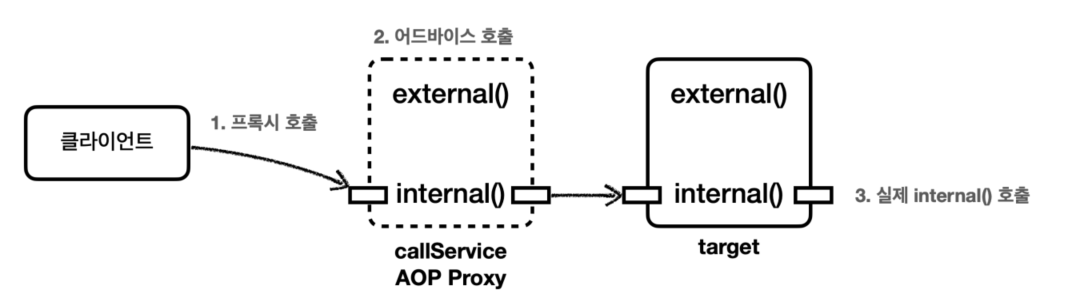 2. 어드바이스 호출
external()
external()
1. 프록시 호출
클라이언트
internal()
internal()
3. 실제 internal() 호출
callService
AOP Proxy
target